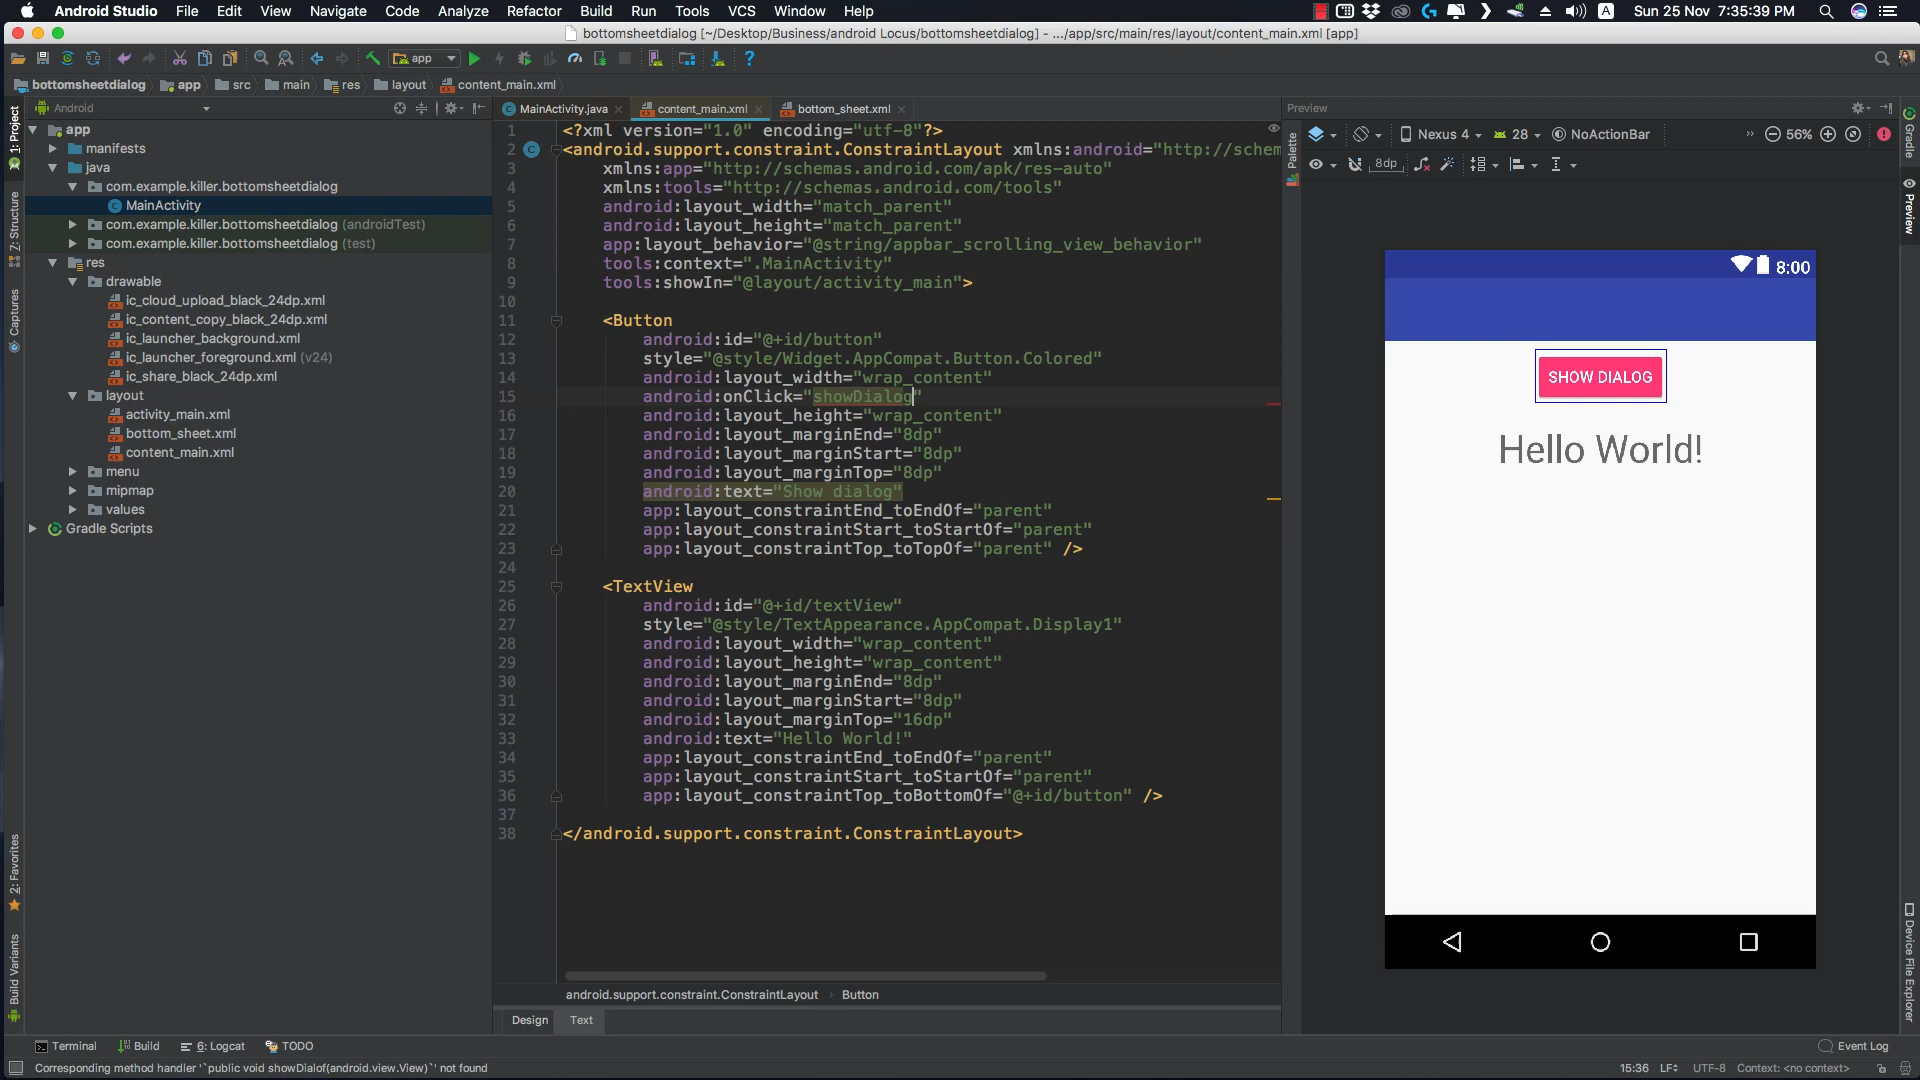 Android Studio File Edit View Navigate Code Analyze Refactor Build Run Tools VCS Window Help
A Sun 25 Nov 7:35:39 PM
bottomsheetdialog [~/Desktop/Business/android Locus/bottomsheetdialog] - .../app/src/main/res/layout/content_main.xml [app]
app
bottomsheetdialog app src main res layout content_main.xml
Android
MainActivity.java content_main.xml bottom_sheet.xml
Preview
1: Project
Z: Structure
Captures
2: Favorites
Build Variants
app
manifests
java
com.example.killer.bottomsheetdialog
MainActivity
com.example.killer.bottomsheetdialog (androidTest)
com.example.killer.bottomsheetdialog (test)
res
drawable
ic_cloud_upload_black_24dp.xml
ic_content_copy_black_24dp.xml
ic_launcher_background.xml
ic_launcher_foreground.xml (v24)
ic_share_black_24dp.xml
layout
activity_main.xml
bottom_sheet.xml
content_main.xml
menu
mipmap
values
Gradle Scripts
1 <?xml version="1.0" encoding="utf-8"?>
2 <android.support.constraint.ConstraintLayout xmlns:android="http://schem
3 xmlns:app="http://schemas.android.com/apk/res-auto"
4 xmlns:tools="http://schemas.android.com/tools"
5 android:layout_width="match_parent"
6 android:layout_height="match_parent"
7 app:layout_behavior="@string/appbar_scrolling_view_behavior"
8 tools:context=".MainActivity"
9 tools:showIn="@layout/activity_main">
10
11 <Button
12 android:id="@+id/button"
13 style="@style/Widget.AppCompat.Button.Colored"
14 android:layout_width="wrap_content"
15 android:onClick="showDialog"
16 android:layout_height="wrap_content"
17 android:layout_marginEnd="8dp"
18 android:layout_marginStart="8dp"
19 android:layout_marginTop="8dp"
20 android:text="Show dialog"
21 app:layout_constraintEnd_toEndOf="parent"
22 app:layout_constraintStart_toStartOf="parent"
23 app:layout_constraintTop_toTopOf="parent" />
24
25 <TextView
26 android:id="@+id/textView"
27 style="@style/TextAppearance.AppCompat.Display1"
28 android:layout_width="wrap_content"
29 android:layout_height="wrap_content"
30 android:layout_marginEnd="8dp"
31 android:layout_marginStart="8dp"
32 android:layout_marginTop="16dp"
33 android:text="Hello World!"
34 app:layout_constraintEnd_toEndOf="parent"
35 app:layout_constraintStart_toStartOf="parent"
36 app:layout_constraintTop_toBottomOf="@+id/button" />
37
38 </android.support.constraint.ConstraintLayout>
android.support.constraint.ConstraintLayout Button
Design Text
Palette
Nexus 4 28 NoActionBar 56%
8dp
8:00
SHOW DIALOG
Hello World!
Gradle
Preview
Device File Explorer
Terminal Build 6: Logcat TODO
Event Log
Corresponding method handler '`public void showDialof(android.view.View)`' not found
15:36 LF UTF-8 Context: <no context>